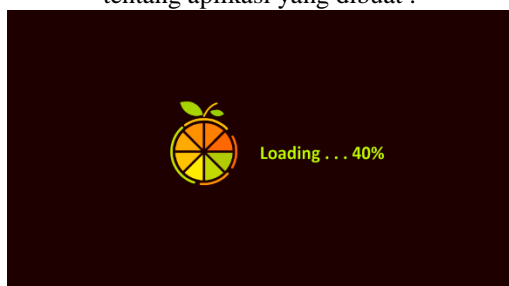 tentang aplikasi yang dibuat :
Loading . . . 40%